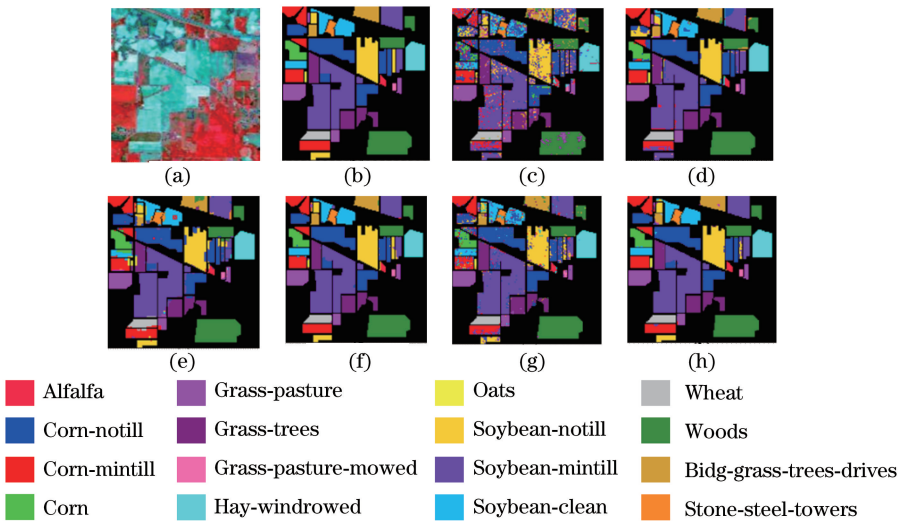 (a) (b) (c) (d)
(e) (f) (g) (h)
Alfalfa Grass-pasture Oats Wheat
Corn-notill Grass-trees Soybean-notill Woods
Corn-mintill Grass-pasture-mowed Soybean-mintill Bidg-grass-trees-drives
Corn Hay-windrowed Soybean-clean Stone-steel-towers